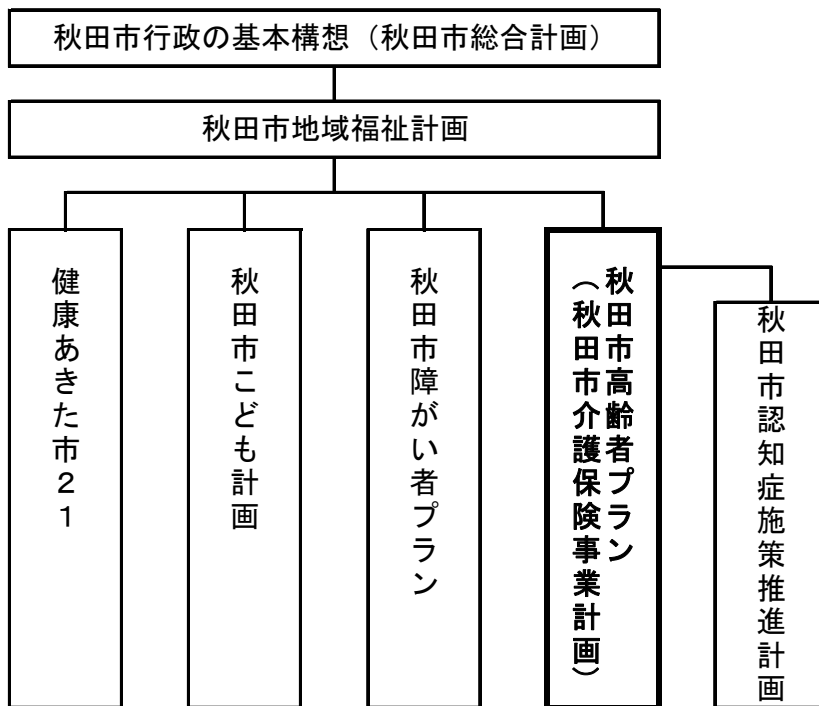 秋田市行政の基本構想（秋田市総合計画）
秋田市地域福祉計画
健康あきた市２１
秋田市こども計画
秋田市障がい者プラン
秋田市高齢者プラン
（秋田市介護保険事業計画）
秋田市認知症施策推進計画